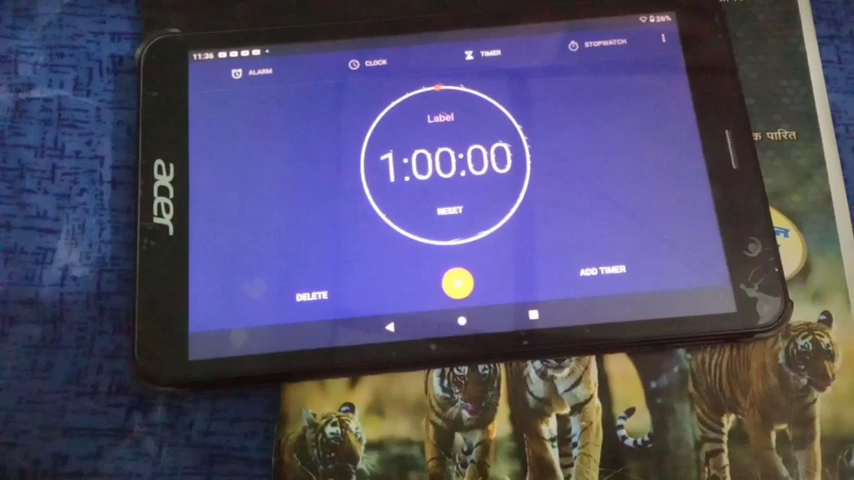 11:36
26%
ALARM
CLOCK
TIMER
STOPWATCH
Label
1:00:00
RESET
DELETE
ADD TIMER
acer
क पारित